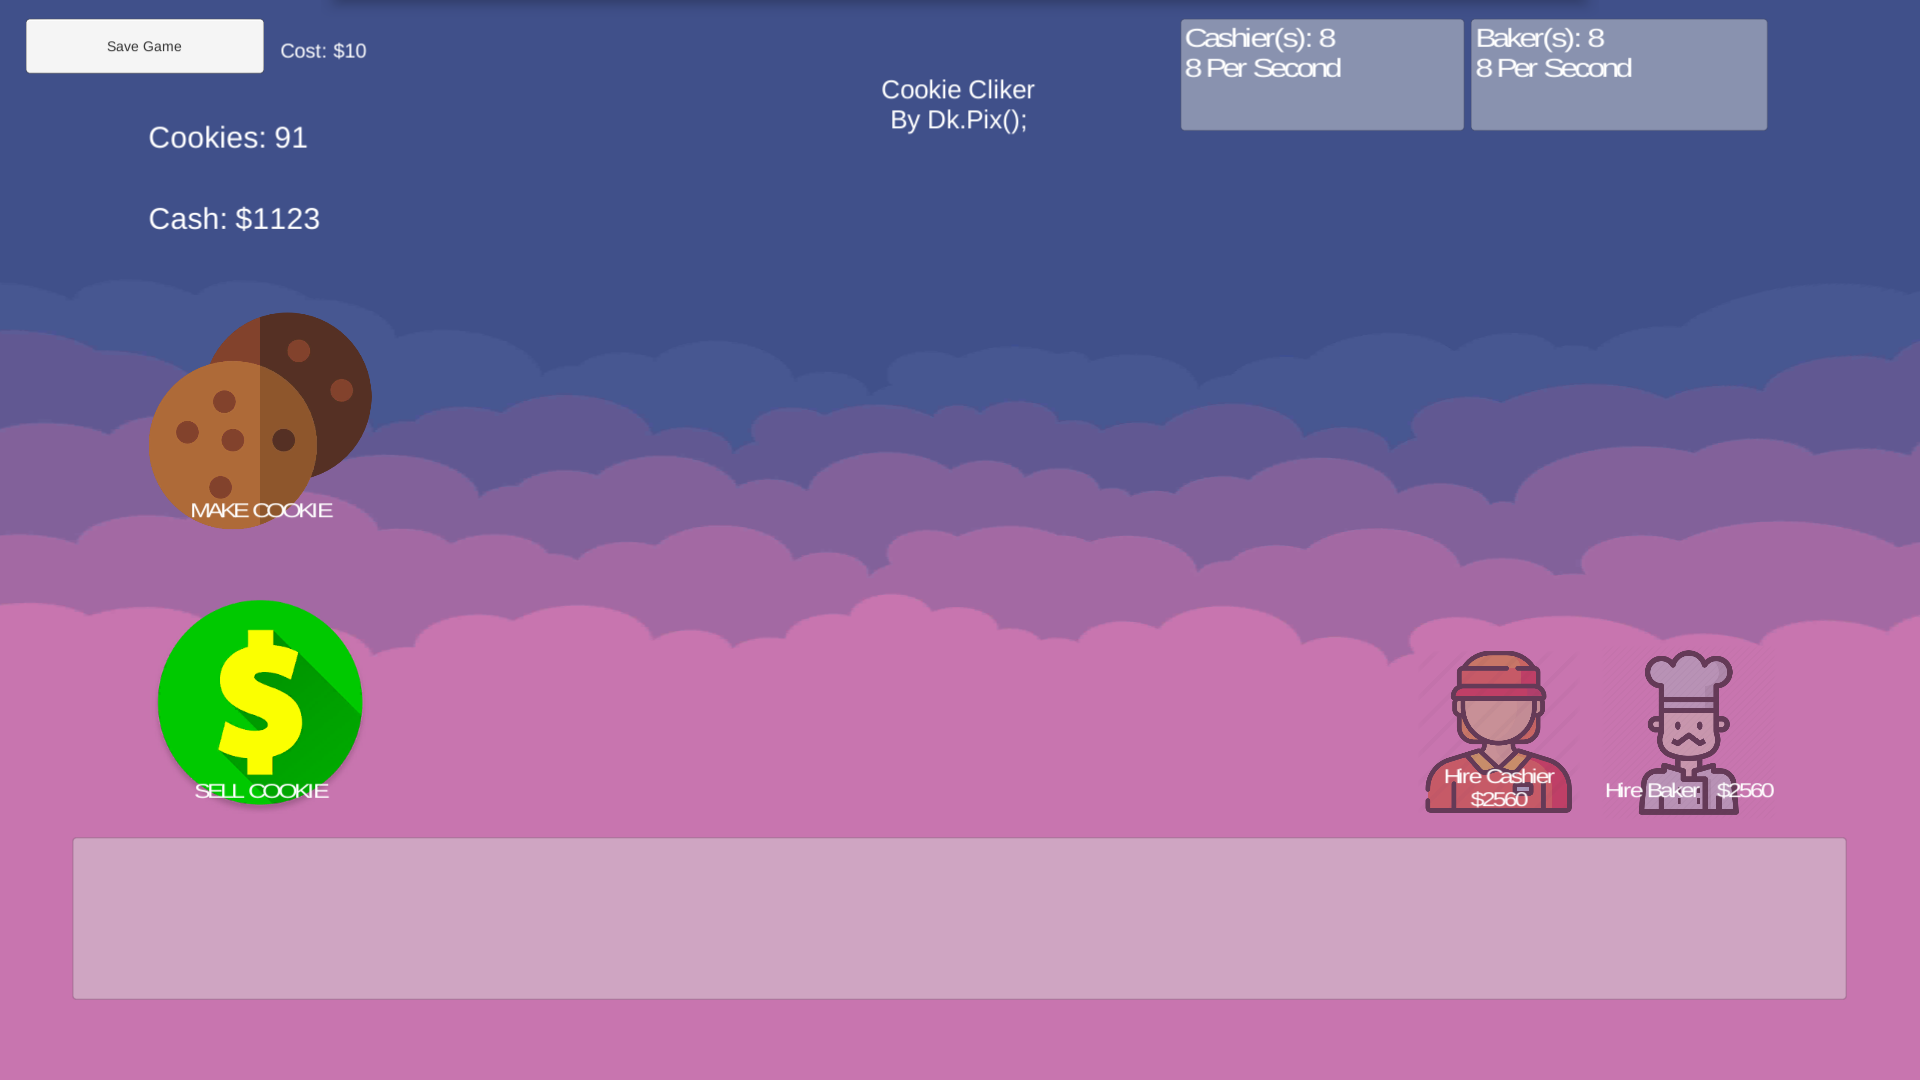 Save Game
Cost: $10
Cookies: 91
Cash: $1123
Cookie Cliker
By Dk.Pix();
Cashier(s): 8
8 Per Second
Baker(s): 8
8 Per Second
MAKE COOKIE
SELL COOKIE
Hire Cashier
$2560
Hire Baker $2560